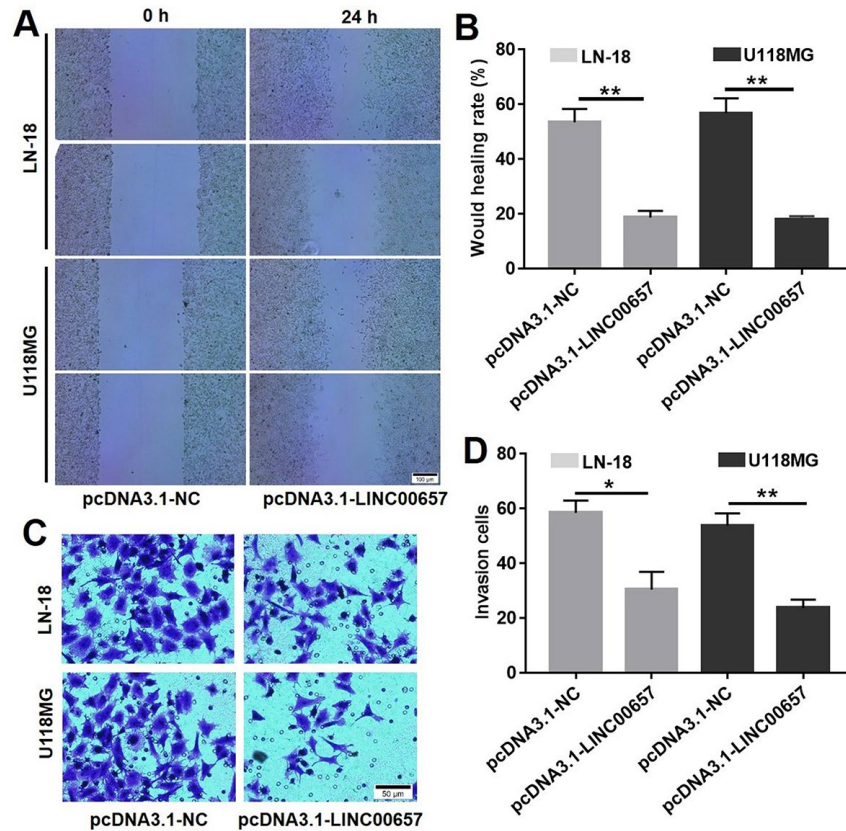 A
0 h
24 h
LN-18
U118MG
100 µm
pcDNA3.1-NC
pcDNA3.1-LINC00657
B
LN-18
U118MG
Would healing rate (%)
80
60
40
20
0
**
**
pcDNA3.1-NC
pcDNA3.1-LINC00657
pcDNA3.1-NC
pcDNA3.1-LINC00657
C
LN-18
U118MG
50 µm
pcDNA3.1-NC
pcDNA3.1-LINC00657
D
LN-18
U118MG
Invasion cells
80
60
40
20
0
*
**
pcDNA3.1-NC
pcDNA3.1-LINC00657
pcDNA3.1-NC
pcDNA3.1-LINC00657